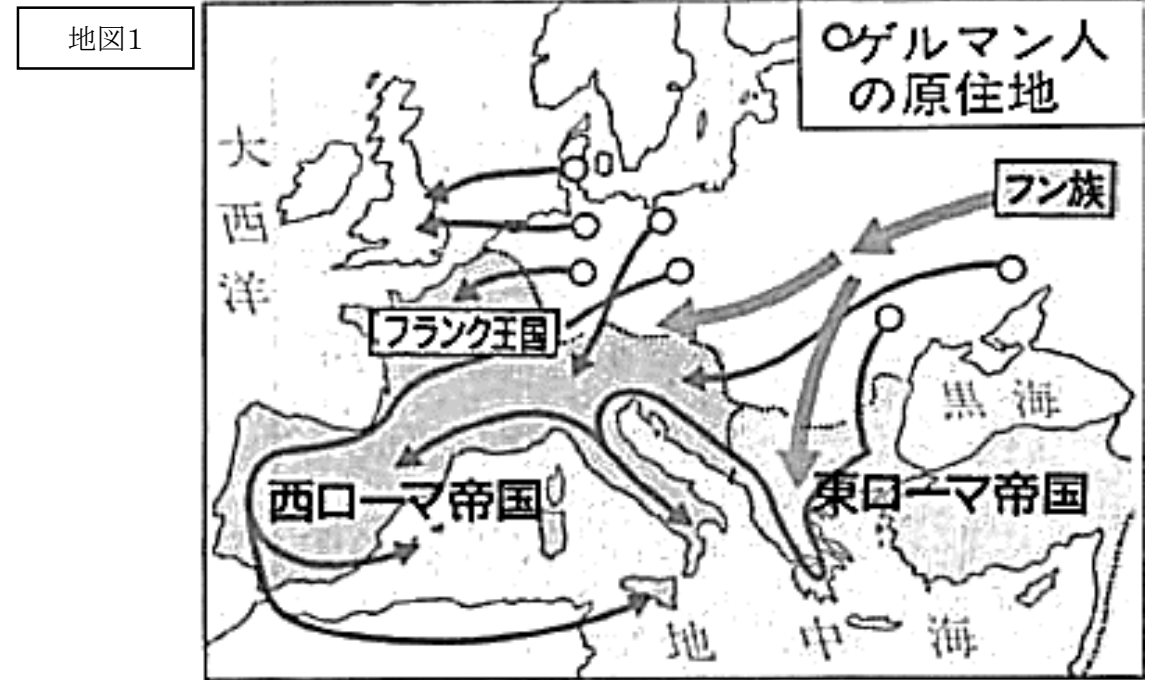 地図1
○ゲルマン人
の原住地
大西洋
フン族
フランク王国
黒海
西ローマ帝国
東ローマ帝国
地中海